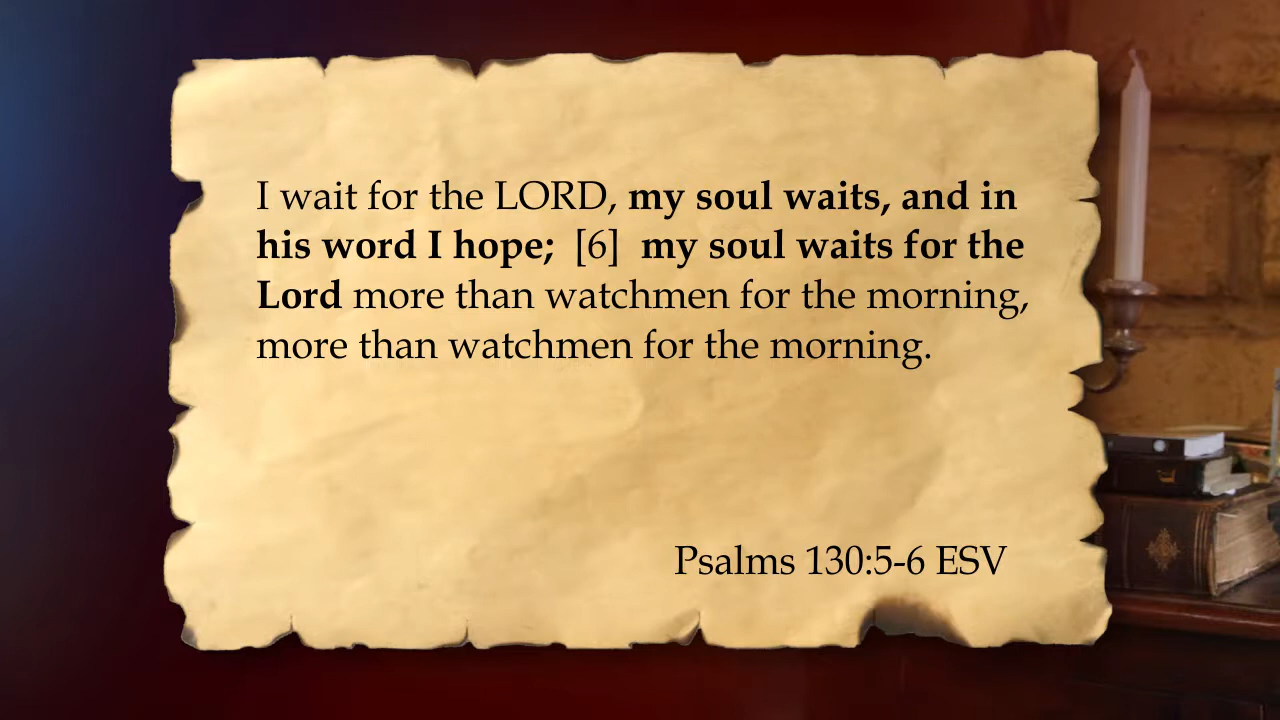 I wait for the LORD, my soul waits, and in
his word I hope; [6] my soul waits for the
Lord more than watchmen for the morning,
more than watchmen for the morning.
Psalms 130:5-6 ESV